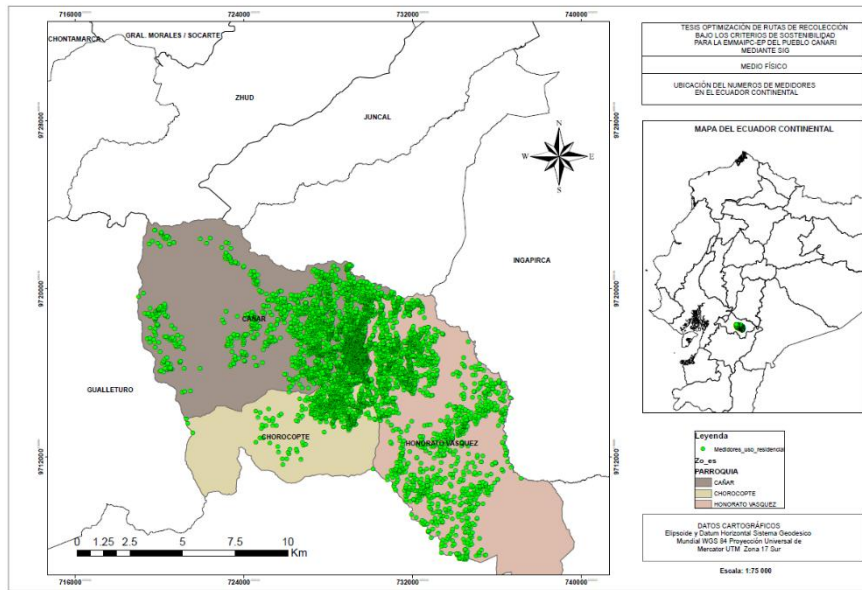 716000
724000
732000
740000
CHONTAMARCA
GRAL. MORALES / SOCARTE
ZHUD
JUNCAL
INGAPIRCA
CAÑAR
GUALLETURO
CHOROCOPTE
HONORATO VASQUEZ
N
W
E
S
9728000
9720000
9712000
9728000
9720000
9712000
0 1.25 2.5 5 7.5 10
Km
716000
724000
732000
740000
TESIS OPTIMIZACIÓN DE RUTAS DE RECOLECCIÓN
BAJO LOS CRITERIOS DE SOSTENIBILIDAD
PARA LA EMMAIPC-EP DEL PUEBLO CAÑARI
MEDIANTE SIG
MEDIO FÍSICO
UBICACIÓN DEL NUMEROS DE MEDIDORES
EN EL ECUADOR CONTINENTAL
MAPA DEL ECUADOR CONTINENTAL
Leyenda
Medidores_uso_residencial
Zo_es
PARROQUIA
CAÑAR
CHOROCOPTE
HONORATO VASQUEZ
DATOS CARTOGRÁFICOS
Elipsoide y Datum Horizontal Sistema Geodesico
Mundial WGS 84 Proyección Universal de
Mercator UTM Zona 17 Sur
Escala: 1:75 000